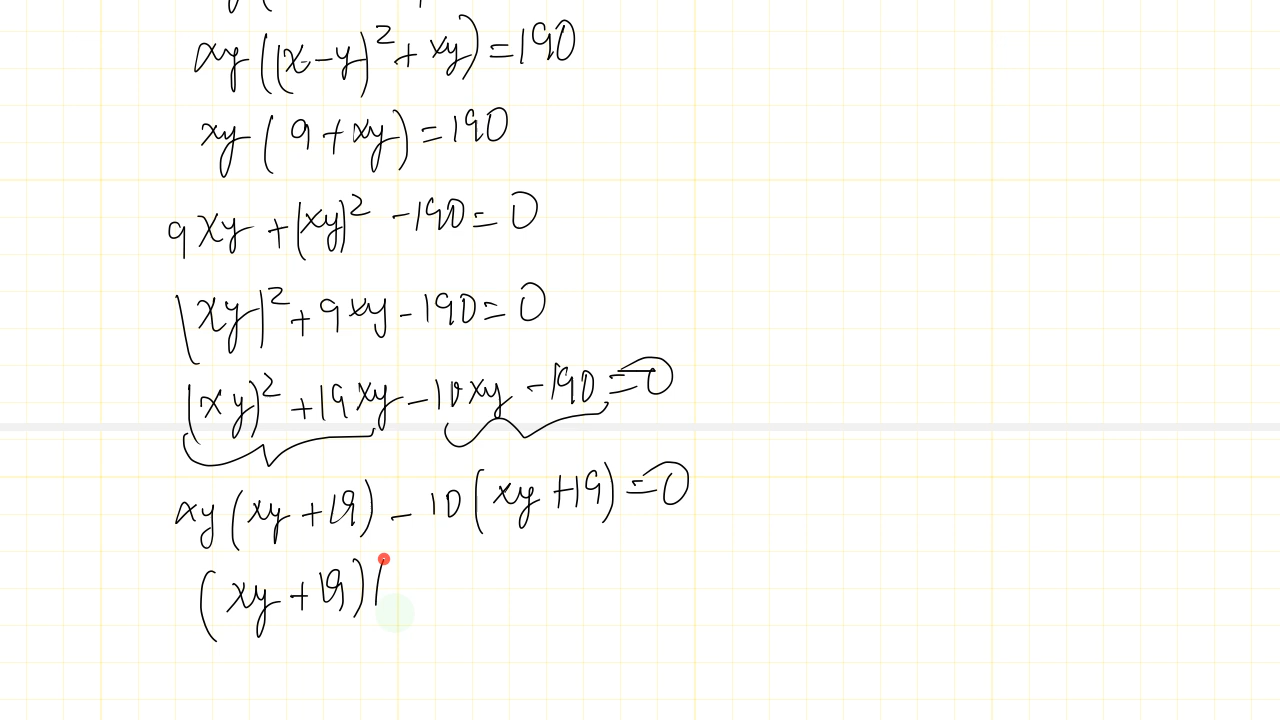 xy((x-y)²+xy)=190
xy(9+xy)=190
9xy+(xy)²-190=0
(xy)²+9xy-190=0
(xy)²+19xy-10xy-190=0
xy(xy+19)-10(xy+19)=0
(xy+19)(